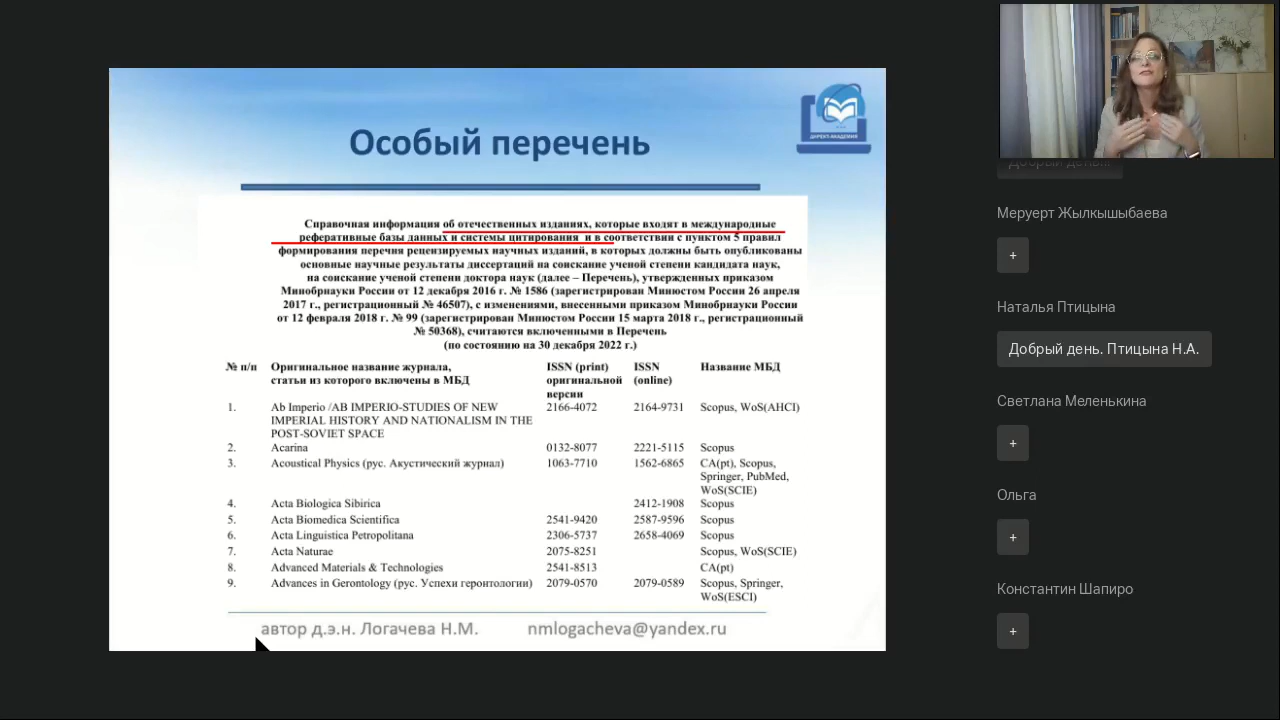 Особый перечень
ДИРЕКТ-АКАДЕМИЯ
Справочная информация об отечественных изданиях, которые входят в международные
реферативные базы данных и системы цитирования и в соответствии с пунктом 5 правил
формирования перечня рецензируемых научных изданий, в которых должны быть опубликованы
основные научные результаты диссертаций на соискание ученой степени кандидата наук,
на соискание ученой степени доктора наук (далее – Перечень), утвержденных приказом
Минобрнауки России от 12 декабря 2016 г. № 1586 (зарегистрирован Минюстом России 26 апреля
2017 г., регистрационный № 46507), с изменениями, внесенными приказом Минобрнауки России
от 12 февраля 2018 г. № 99 (зарегистрирован Минюстом России 15 марта 2018 г., регистрационный
№ 50368), считаются включенными в Перечень
(по состоянию на 30 декабря 2022 г.)
№ п/п Оригинальное название журнала, ISSN (print) ISSN Название МБД
статьи из которого включены в МБД оригинальной (online)
версии
1. Ab Imperio /AB IMPERIO-STUDIES OF NEW 2166-4072 2164-9731 Scopus, WoS(AHCI)
IMPERIAL HISTORY AND NATIONALISM IN THE
POST-SOVIET SPACE
2. Acarina 0132-8077 2221-5115 Scopus
3. Acoustical Physics (рус. Акустический журнал) 1063-7710 1562-6865 CA(pt), Scopus,
Springer, PubMed,
WoS(SCIE)
4. Acta Biologica Sibirica 2412-1908 Scopus
5. Acta Biomedica Scientifica 2541-9420 2587-9596 Scopus
6. Acta Linguistica Petropolitana 2306-5737 2658-4069 Scopus
7. Acta Naturae 2075-8251 Scopus, WoS(SCIE)
8. Advanced Materials & Technologies 2541-8513 CA(pt)
9. Advances in Gerontology (рус. Успехи геронтологии) 2079-0570 2079-0589 Scopus, Springer,
WoS(ESCI)
автор д.э.н. Логачева Н.М. nmlogacheva@yandex.ru
Добрый день...
Меруерт Жылкышыбаева
+
Наталья Птицына
Добрый день. Птицына Н.А.
Светлана Меленькина
+
Ольга
+
Константин Шапиро
+